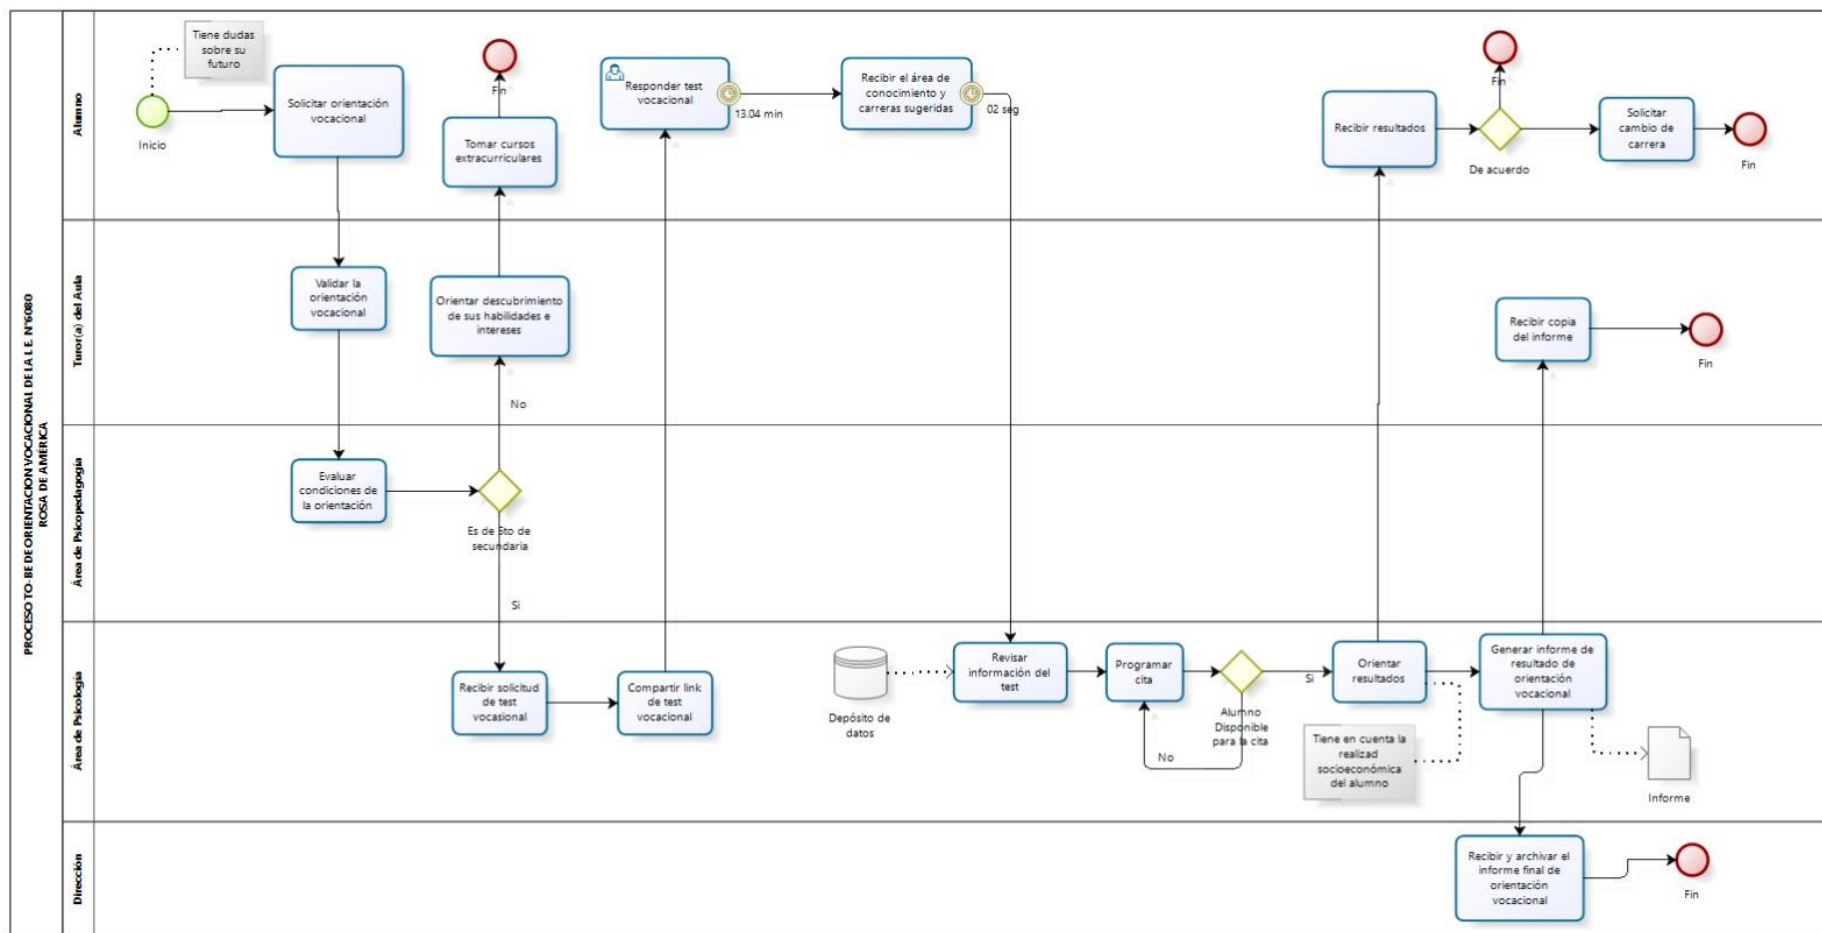 PROCESO TO-BE DE ORIENTACION VOCACIONAL DE LA I.E. N°6080
ROSA DE AMÉRICA
Alumno
Tiene dudas
sobre su
futuro
Inicio
Solicitar orientación
vocacional
Fin
Tomar cursos
extracurriculares
Responder test
vocacional
13.04 min
Recibir el área de
conocimiento y
carreras sugeridas
02 seg
Recibir resultados
Fin
De acuerdo
Solicitar
cambio de
carrera
Fin
Turor(a) del Aula
Validar la
orientación
vocacional
Orientar descubrimiento
de sus habilidades e
intereses
No
Recibir copia
del informe
Fin
Área de Psicopedagogía
Evaluar
condiciones de
la orientación
Es de 5to de
secundaria
Si
Área de Psicología
Recibir solicitud
de test
vocasional
Compartir link
de test
vocacional
Depósito de
datos
Revisar
información del
test
Programar
cita
Alumno
Disponible
para la cita
No
Si
Orientar
resultados
Tiene en cuenta la
realizad
socioeconómica
del alumno
Generar informe de
resultado de
orientación
vocacional
Informe
Dirección
Recibir y archivar el
informe final de
orientación
vocacional
Fin